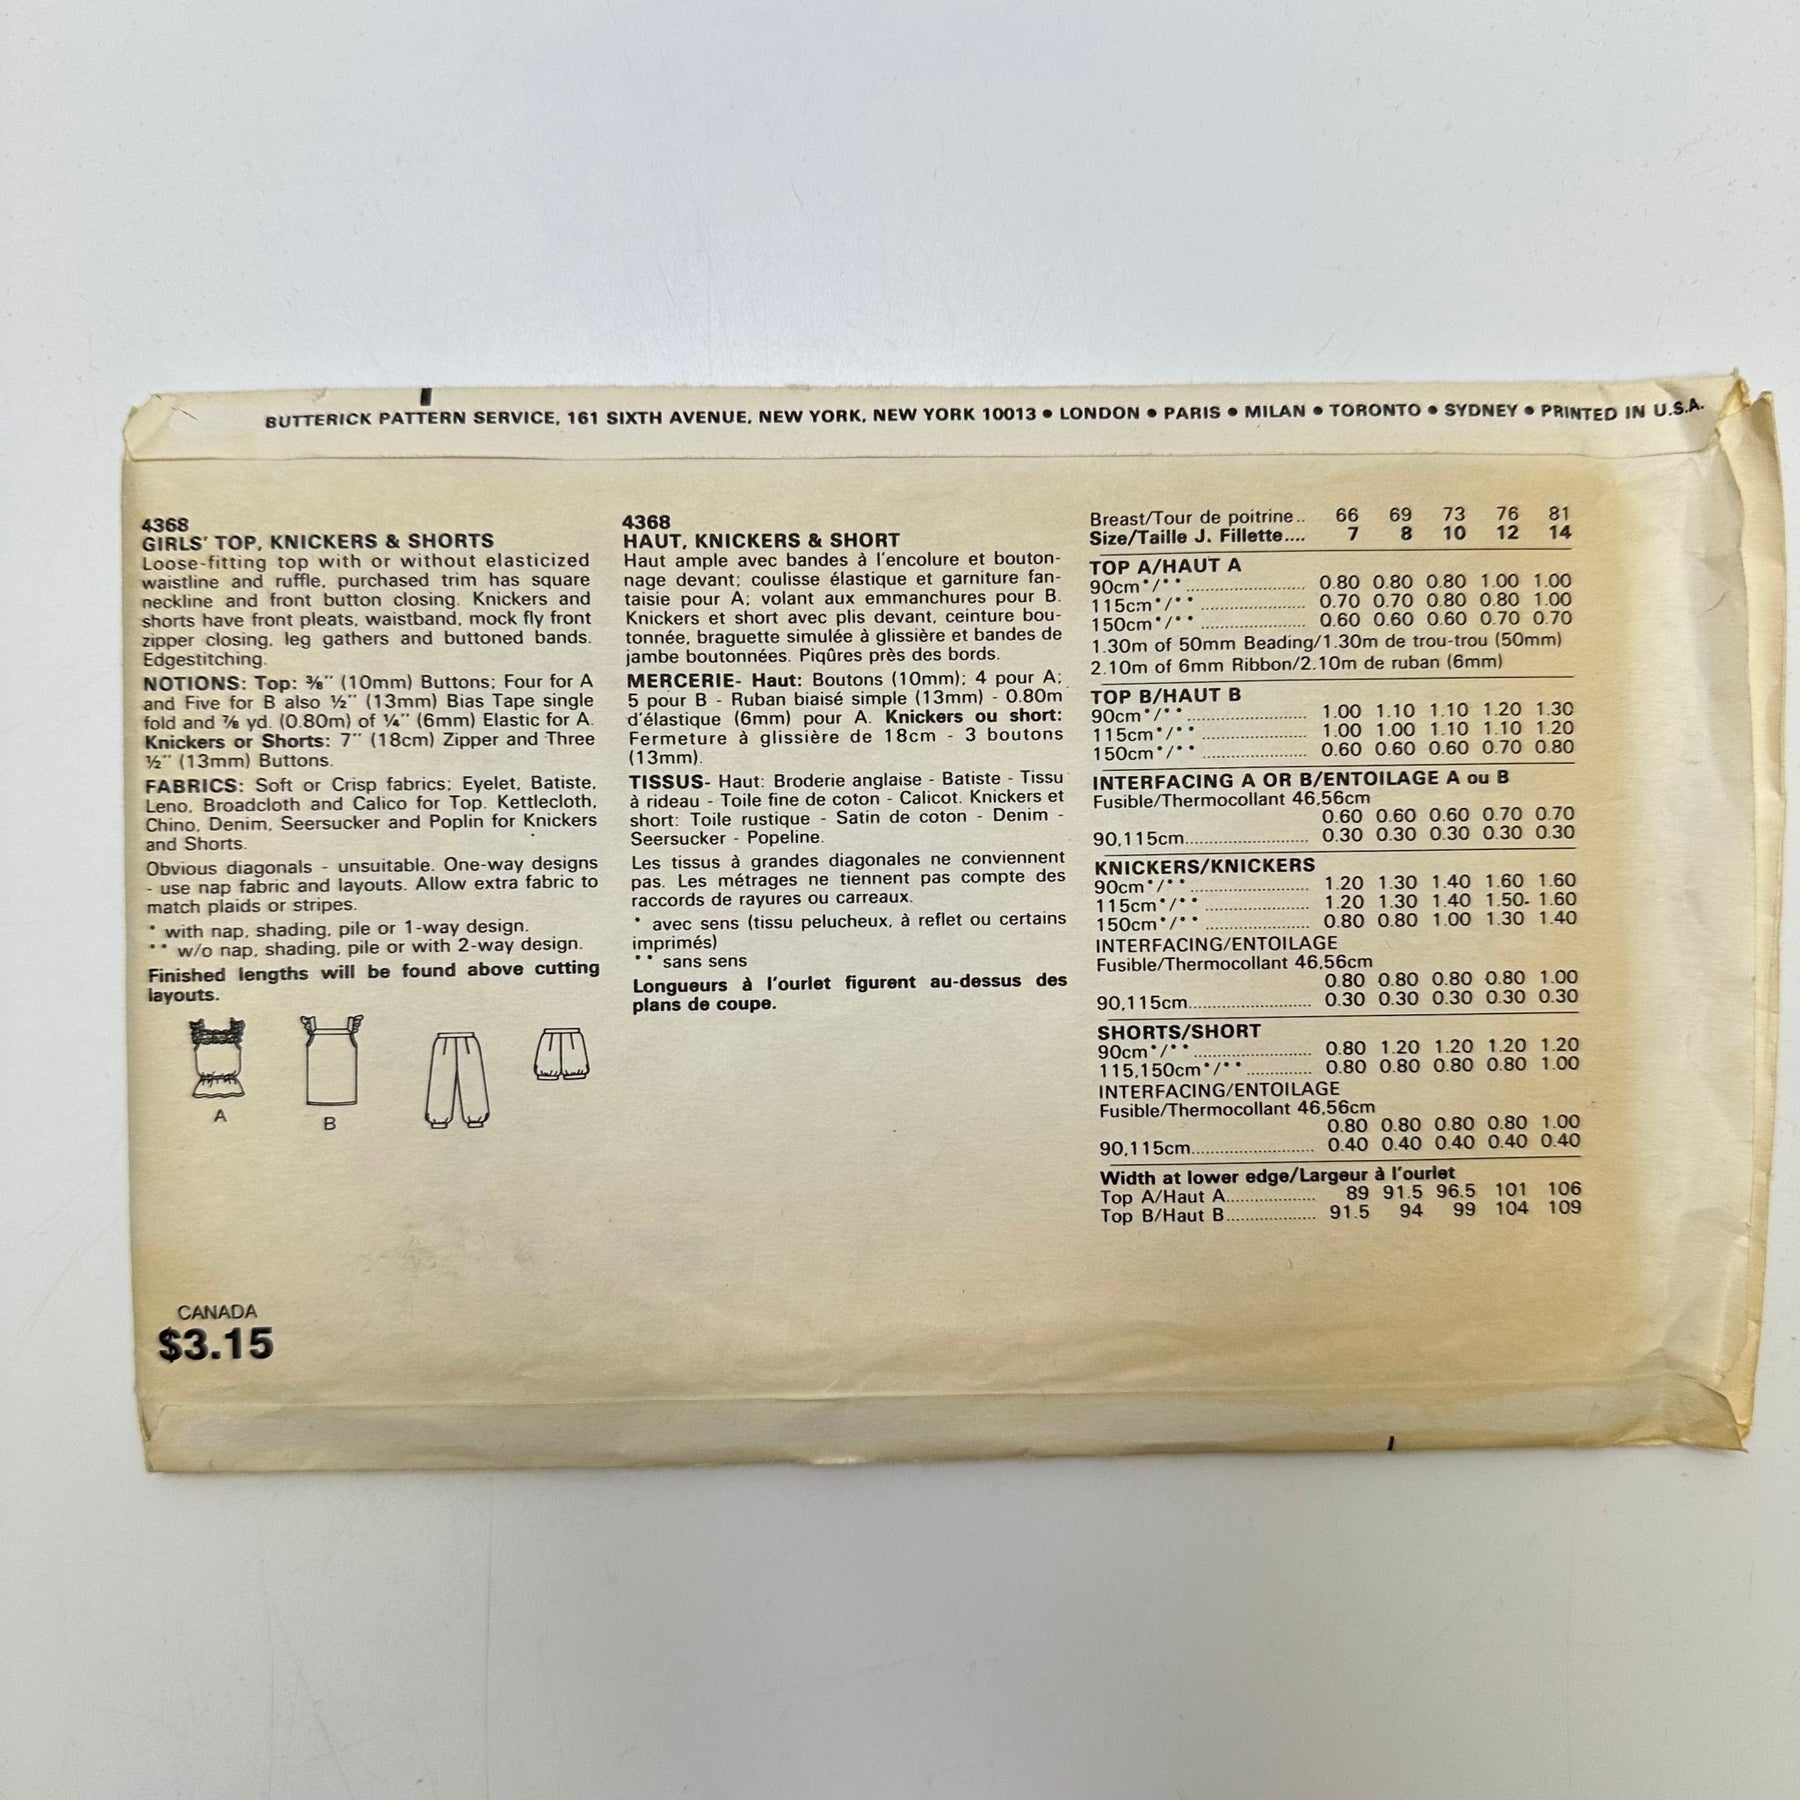 BUTTERICK PATTERN SERVICE, 161 SIXTH AVENUE, NEW YORK, NEW YORK 10013 • LONDON • PARIS • MILAN • TORONTO • SYDNEY • PRINTED IN U.S.A.
4368
GIRLS' TOP, KNICKERS & SHORTS
Loose-fitting top with or without elasticized
waistline and ruffle, purchased trim has square
neckline and front button closing. Knickers and
shorts have front pleats, waistband, mock fly front
zipper closing, leg gathers and buttoned bands.
Edgestitching.
NOTIONS: Top: ⅜'' (10mm) Buttons; Four for A
and Five for B also ½'' (13mm) Bias Tape single
fold and ⅞ yd. (0.80m) of ¼'' (6mm) Elastic for A.
Knickers or Shorts: 7'' (18cm) Zipper and Three
½'' (13mm) Buttons.
FABRICS: Soft or Crisp fabrics; Eyelet, Batiste,
Leno, Broadcloth and Calico for Top. Kettlecloth,
Chino, Denim, Seersucker and Poplin for Knickers
and Shorts.
Obvious diagonals - unsuitable. One-way designs
- use nap fabric and layouts. Allow extra fabric to
match plaids or stripes.
* with nap, shading, pile or 1-way design.
** w/o nap, shading, pile or with 2-way design.
Finished lengths will be found above cutting
layouts.
A
B
CANADA
$3.15
4368
HAUT, KNICKERS & SHORT
Haut ample avec bandes à l'encolure et bouton-
nage devant; coulisse élastique et garniture fan-
taisie pour A; volant aux emmanchures pour B.
Knickers et short avec plis devant, ceinture bou-
tonnée, braguette simulée à glissière et bandes de
jambe boutonnées. Piqûres près des bords.
MERCERIE- Haut: Boutons (10mm); 4 pour A;
5 pour B - Ruban biaisé simple (13mm) - 0.80m
d'élastique (6mm) pour A. Knickers ou short:
Fermeture à glissière de 18cm - 3 boutons
(13mm).
TISSUS- Haut: Broderie anglaise - Batiste - Tissu
à rideau - Toile fine de coton - Calicot. Knickers et
short: Toile rustique - Satin de coton - Denim -
Seersucker - Popeline.
Les tissus à grandes diagonales ne conviennent
pas. Les métrages ne tiennent pas compte des
raccords de rayures ou carreaux.
* avec sens (tissu pelucheux, à reflet ou certains
imprimés)
** sans sens
Longueurs à l'ourlet figurent au-dessus des
plans de coupe.
Breast/Tour de poitrine.. 66 69 73 76 81
Size/Taille J. Fillette.... 7 8 10 12 14
TOP A/HAUT A
90cm*/** 0.80 0.80 0.80 1.00 1.00
115cm*/** 0.70 0.70 0.80 0.80 1.00
150cm*/** 0.60 0.60 0.60 0.70 0.70
1.30m of 50mm Beading/1.30m de trou-trou (50mm)
2.10m of 6mm Ribbon/2.10m de ruban (6mm)
TOP B/HAUT B
90cm*/** 1.00 1.10 1.10 1.20 1.30
115cm*/** 1.00 1.00 1.10 1.10 1.20
150cm*/** 0.60 0.60 0.60 0.70 0.80
INTERFACING A OR B/ENTOILAGE A ou B
Fusible/Thermocollant 46,56cm
0.60 0.60 0.60 0.70 0.70
90,115cm 0.30 0.30 0.30 0.30 0.30
KNICKERS/KNICKERS
90cm*/** 1.20 1.30 1.40 1.60 1.60
115cm*/** 1.20 1.30 1.40 1.50 1.60
150cm*/** 0.80 0.80 1.00 1.30 1.40
INTERFACING/ENTOILAGE
Fusible/Thermocollant 46,56cm
0.80 0.80 0.80 0.80 1.00
90,115cm 0.30 0.30 0.30 0.30 0.30
SHORTS/SHORT
90cm*/** 0.80 1.20 1.20 1.20 1.20
115,150cm*/** 0.80 0.80 0.80 0.80 1.00
INTERFACING/ENTOILAGE
Fusible/Thermocollant 46,56cm
0.80 0.80 0.80 0.80 1.00
90,115cm 0.40 0.40 0.40 0.40 0.40
Width at lower edge/Largeur à l'ourlet
Top A/Haut A 89 91.5 96.5 101 106
Top B/Haut B 91.5 94 99 104 109